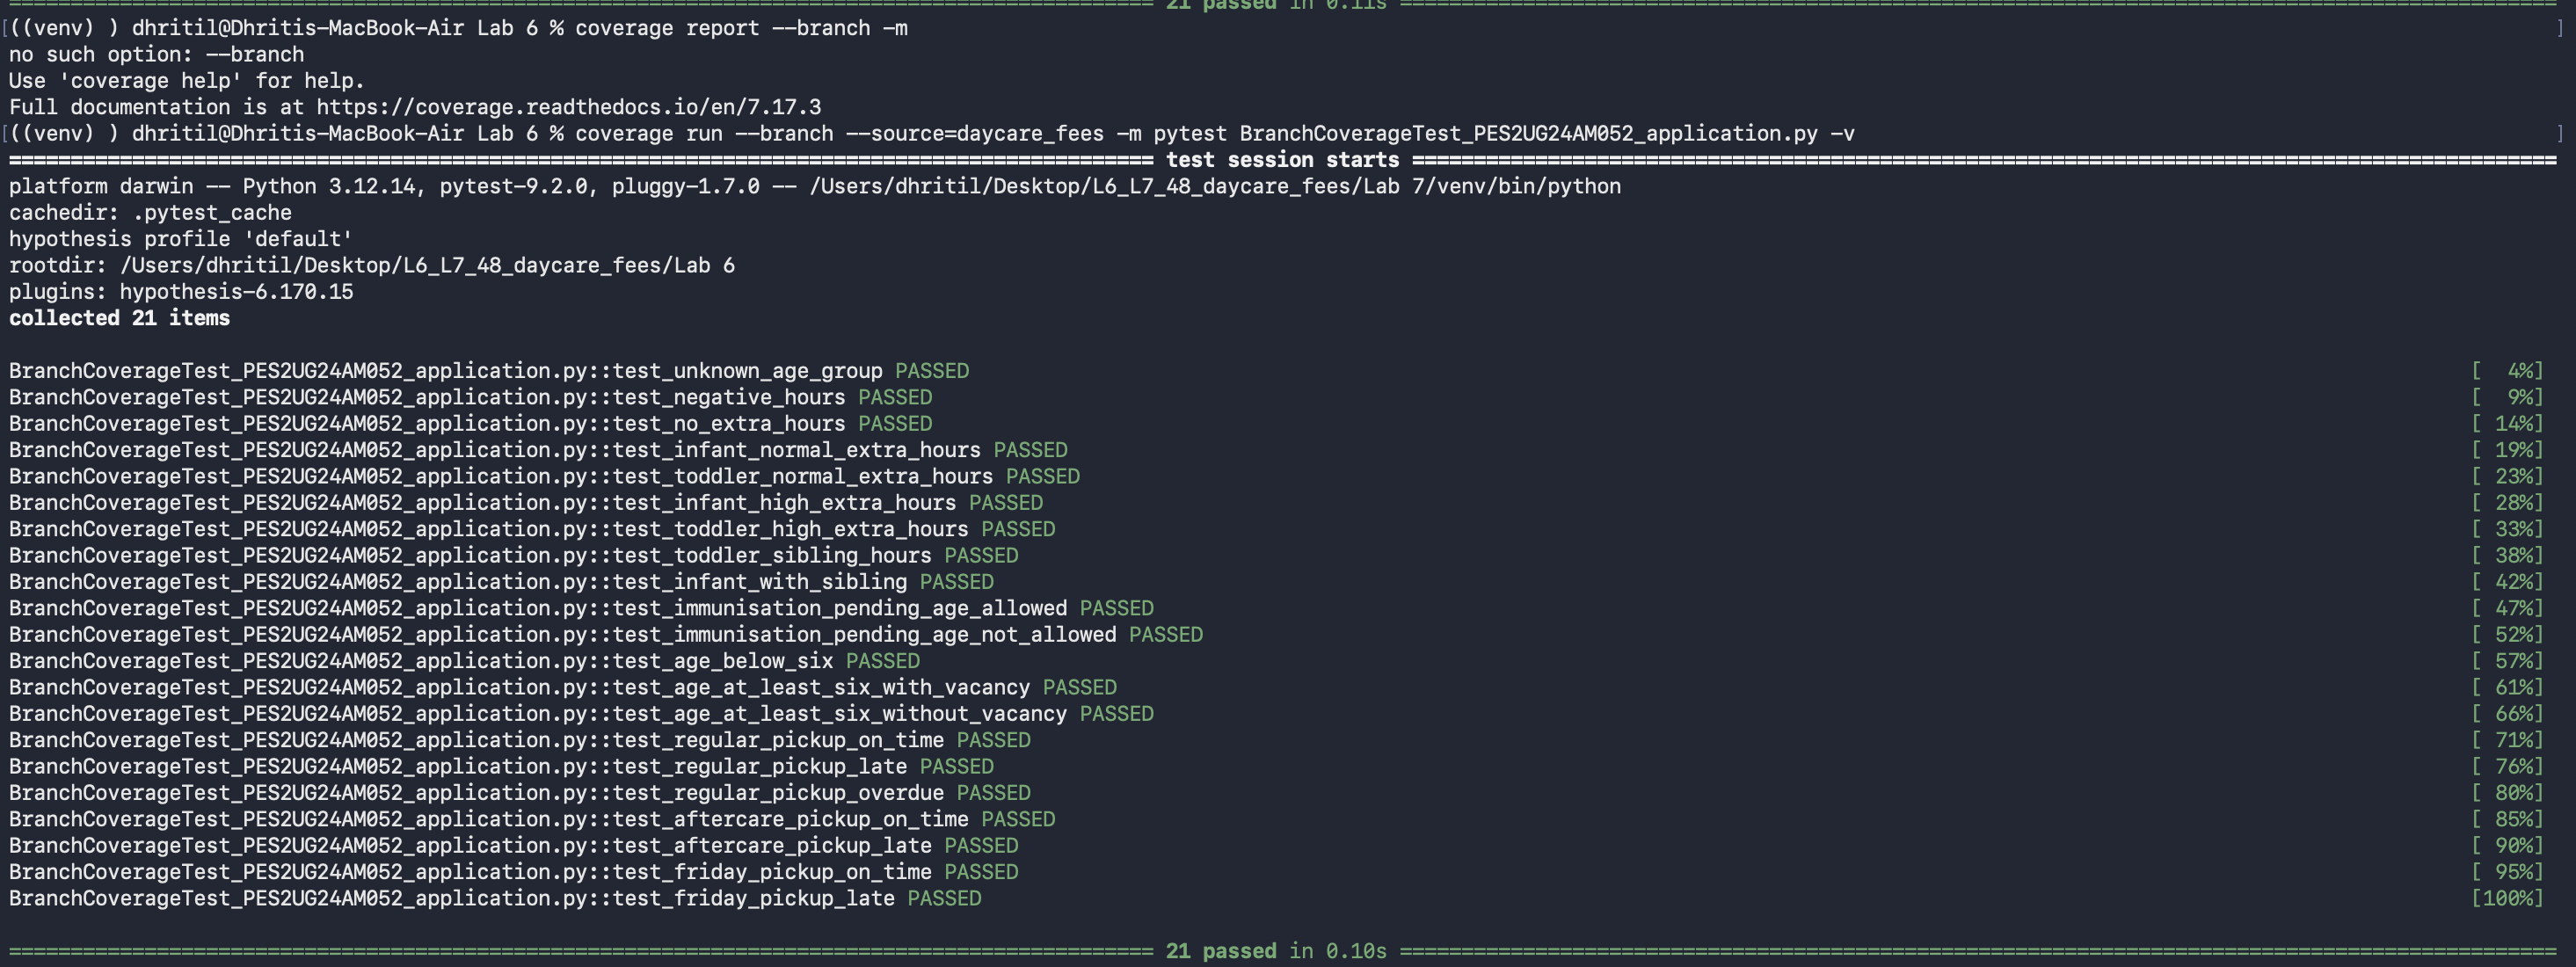 ============ 21 passed in 0.11s ============
[((venv) ) dhritil@Dhritis-MacBook-Air Lab 6 % coverage report --branch -m ]
no such option: --branch
Use 'coverage help' for help.
Full documentation is at https://coverage.readthedocs.io/en/7.17.3
[((venv) ) dhritil@Dhritis-MacBook-Air Lab 6 % coverage run --branch --source=daycare_fees -m pytest BranchCoverageTest_PES2UG24AM052_application.py -v ]
============ test session starts ============
platform darwin -- Python 3.12.14, pytest-9.2.0, pluggy-1.7.0 -- /Users/dhritil/Desktop/L6_L7_48_daycare_fees/Lab 7/venv/bin/python
cachedir: .pytest_cache
hypothesis profile 'default'
rootdir: /Users/dhritil/Desktop/L6_L7_48_daycare_fees/Lab 6
plugins: hypothesis-6.170.15
collected 21 items
BranchCoverageTest_PES2UG24AM052_application.py::test_unknown_age_group PASSED [  4%]
BranchCoverageTest_PES2UG24AM052_application.py::test_negative_hours PASSED [  9%]
BranchCoverageTest_PES2UG24AM052_application.py::test_no_extra_hours PASSED [ 14%]
BranchCoverageTest_PES2UG24AM052_application.py::test_infant_normal_extra_hours PASSED [ 19%]
BranchCoverageTest_PES2UG24AM052_application.py::test_toddler_normal_extra_hours PASSED [ 23%]
BranchCoverageTest_PES2UG24AM052_application.py::test_infant_high_extra_hours PASSED [ 28%]
BranchCoverageTest_PES2UG24AM052_application.py::test_toddler_high_extra_hours PASSED [ 33%]
BranchCoverageTest_PES2UG24AM052_application.py::test_toddler_sibling_hours PASSED [ 38%]
BranchCoverageTest_PES2UG24AM052_application.py::test_infant_with_sibling PASSED [ 42%]
BranchCoverageTest_PES2UG24AM052_application.py::test_immunisation_pending_age_allowed PASSED [ 47%]
BranchCoverageTest_PES2UG24AM052_application.py::test_immunisation_pending_age_not_allowed PASSED [ 52%]
BranchCoverageTest_PES2UG24AM052_application.py::test_age_below_six PASSED [ 57%]
BranchCoverageTest_PES2UG24AM052_application.py::test_age_at_least_six_with_vacancy PASSED [ 61%]
BranchCoverageTest_PES2UG24AM052_application.py::test_age_at_least_six_without_vacancy PASSED [ 66%]
BranchCoverageTest_PES2UG24AM052_application.py::test_regular_pickup_on_time PASSED [ 71%]
BranchCoverageTest_PES2UG24AM052_application.py::test_regular_pickup_late PASSED [ 76%]
BranchCoverageTest_PES2UG24AM052_application.py::test_regular_pickup_overdue PASSED [ 80%]
BranchCoverageTest_PES2UG24AM052_application.py::test_aftercare_pickup_on_time PASSED [ 85%]
BranchCoverageTest_PES2UG24AM052_application.py::test_aftercare_pickup_late PASSED [ 90%]
BranchCoverageTest_PES2UG24AM052_application.py::test_friday_pickup_on_time PASSED [ 95%]
BranchCoverageTest_PES2UG24AM052_application.py::test_friday_pickup_late PASSED [100%]
============ 21 passed in 0.10s ============